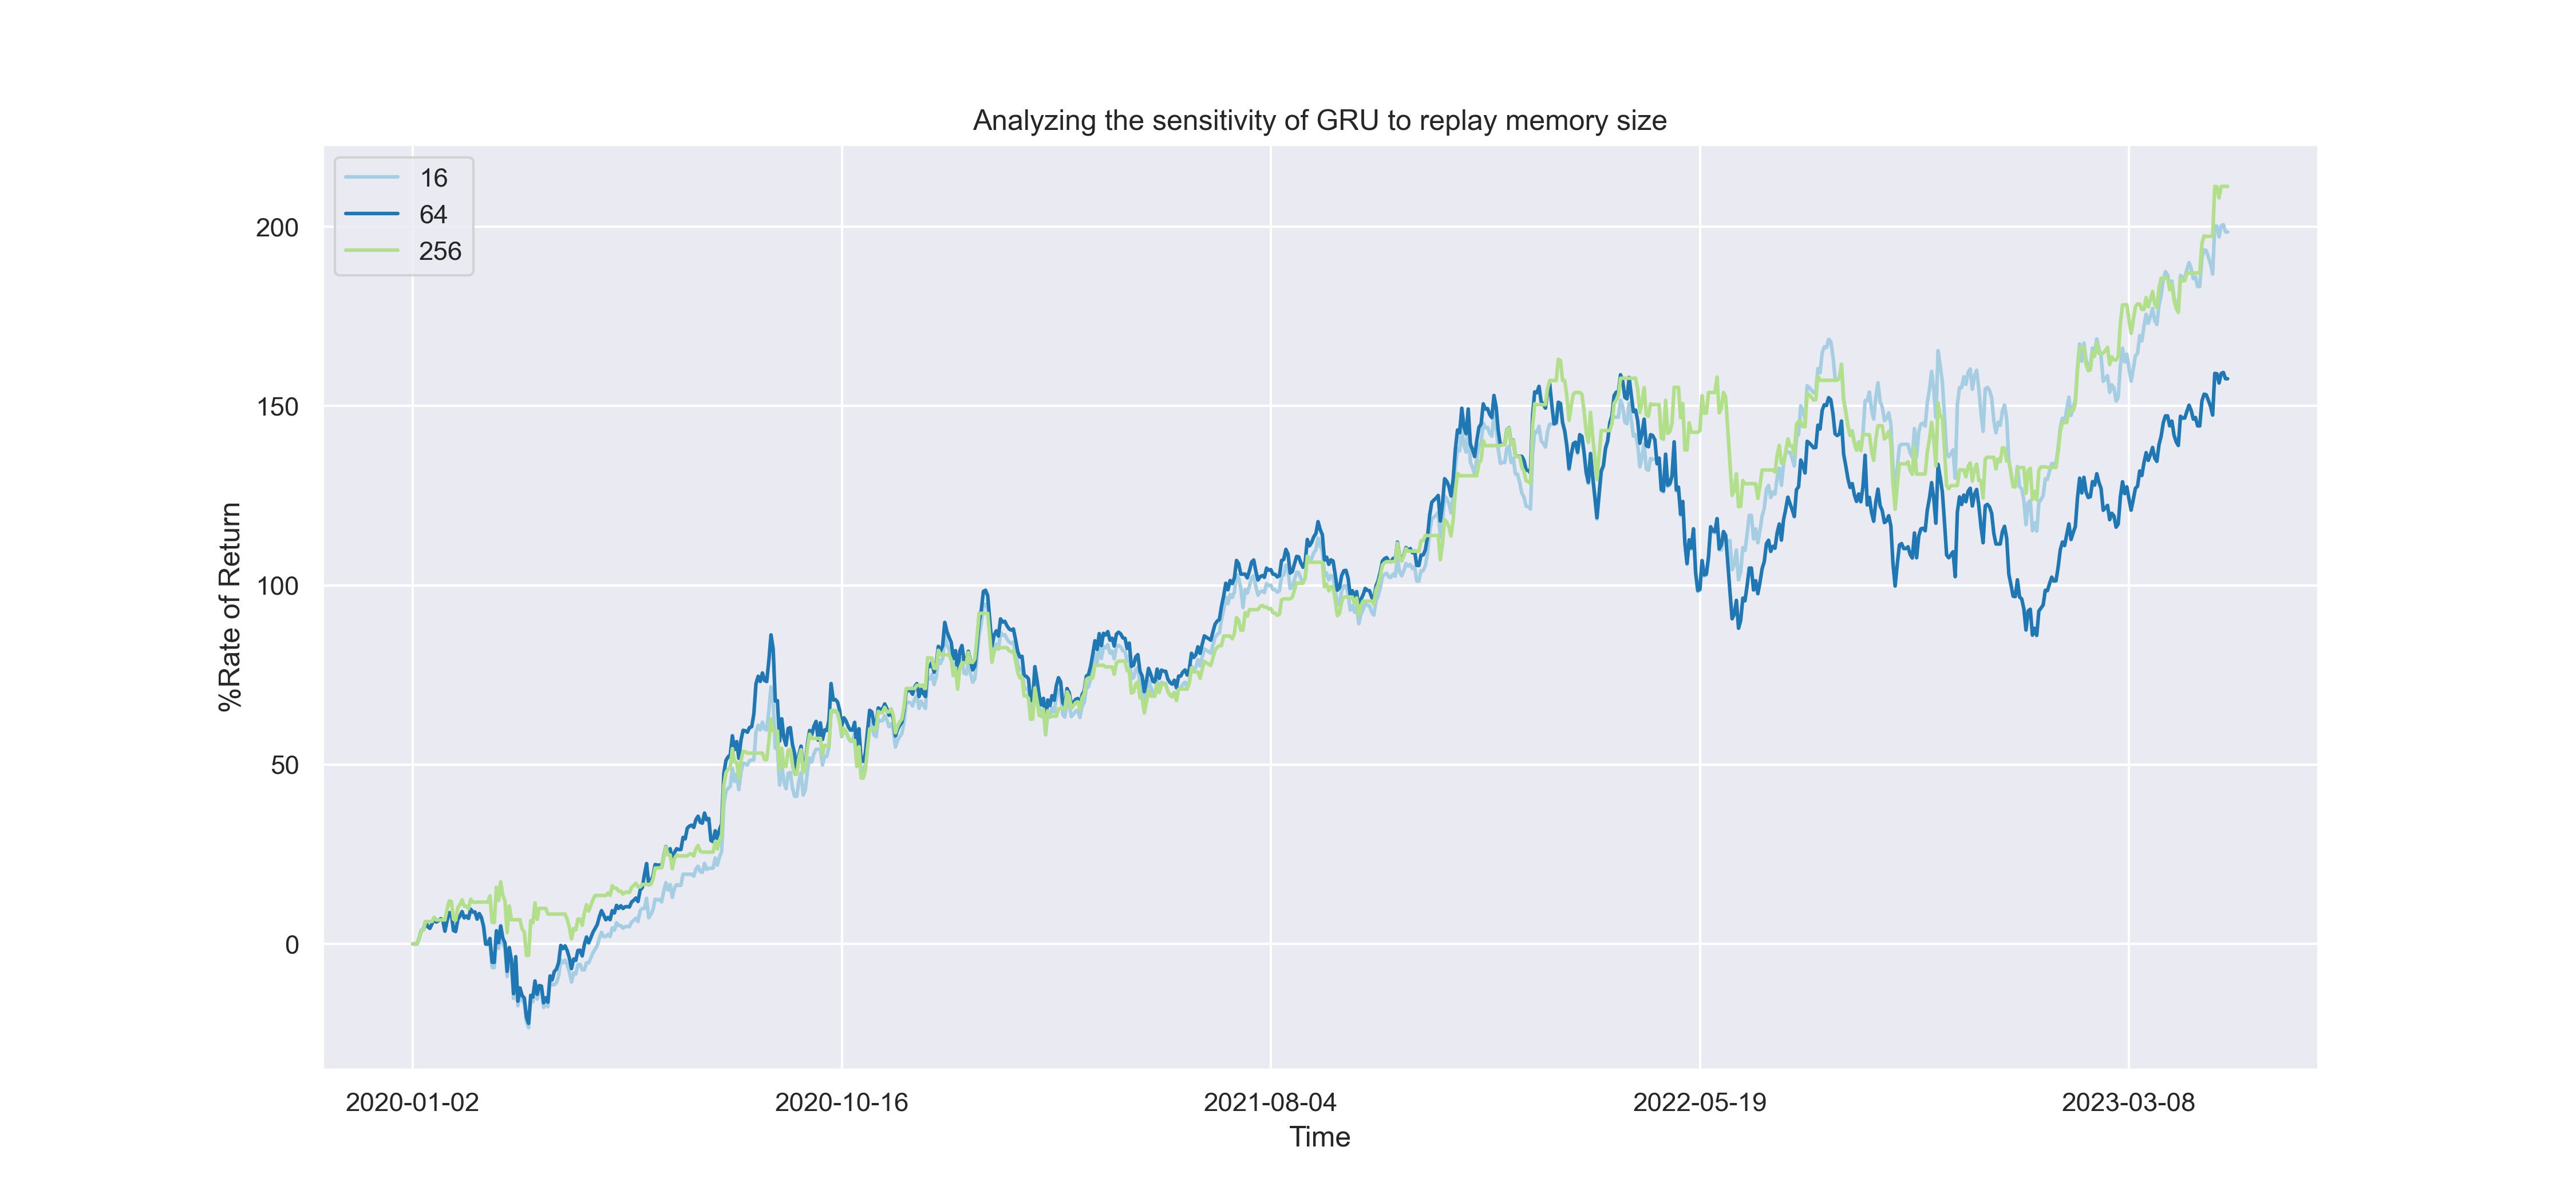 Analyzing the sensitivity of GRU to replay memory size
16
64
256
200
150
100
50
0
%Rate of Return
2020-01-02 2020-10-16 2021-08-04 2022-05-19 2023-03-08
Time